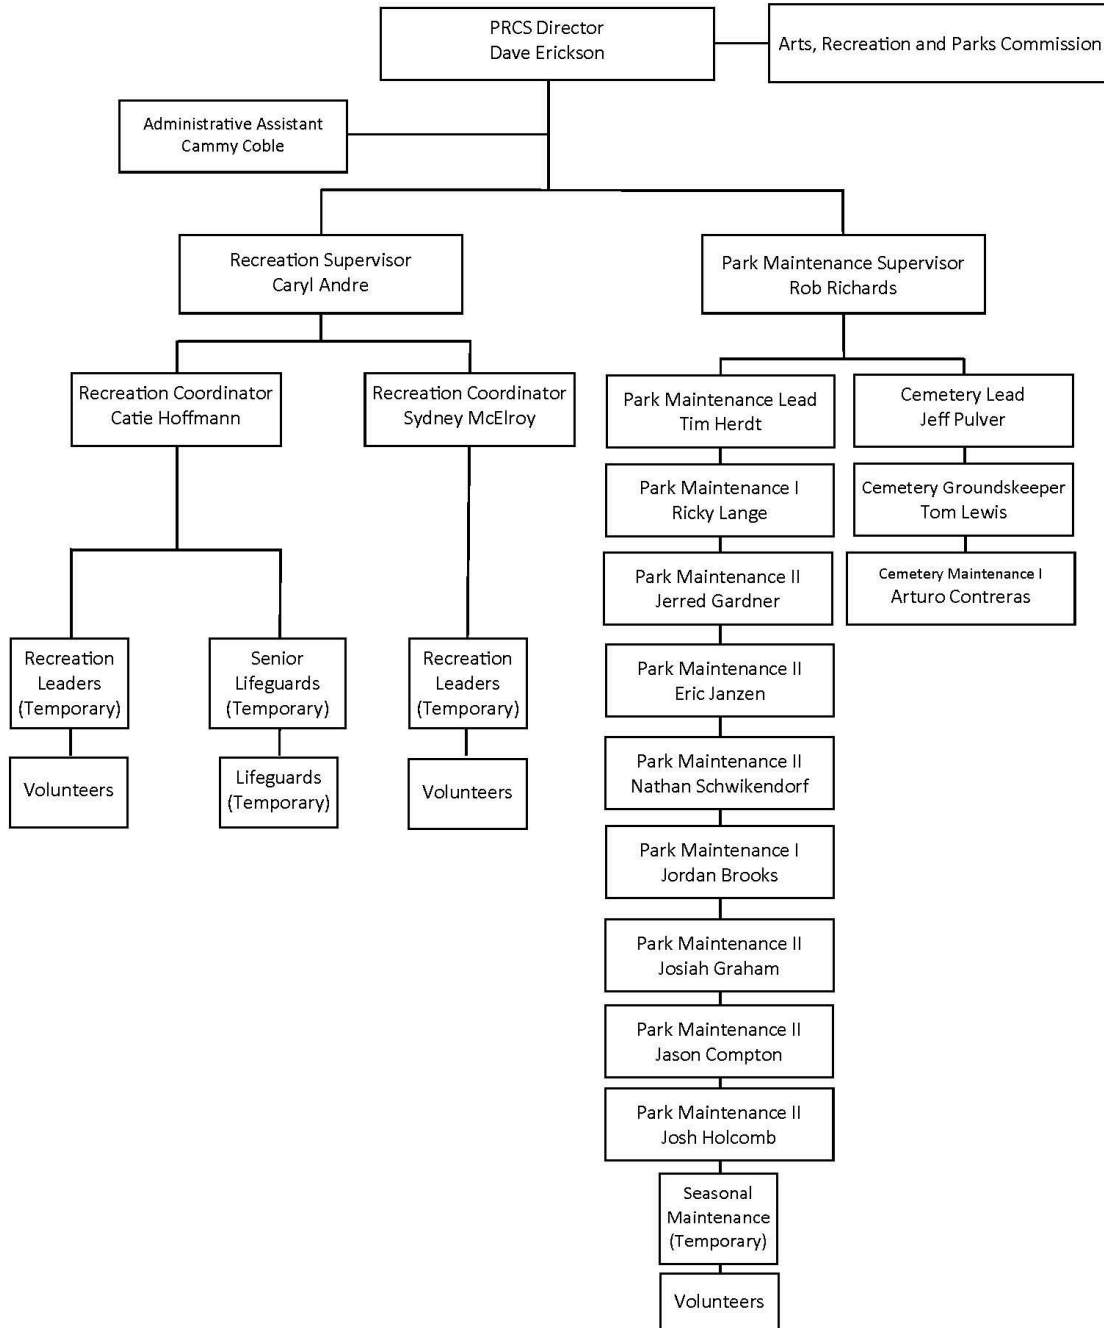 PRCS Director
Dave Erickson
Arts, Recreation and Parks Commission
Administrative Assistant
Cammy Coble
Recreation Supervisor
Caryl Andre
Park Maintenance Supervisor
Rob Richards
Recreation Coordinator
Catie Hoffmann
Recreation Coordinator
Sydney McElroy
Park Maintenance Lead
Tim Herdt
Cemetery Lead
Jeff Pulver
Park Maintenance I
Ricky Lange
Cemetery Groundskeeper
Tom Lewis
Park Maintenance II
Jerred Gardner
Cemetery Maintenance I
Arturo Contreras
Recreation
Leaders
(Temporary)
Senior
Lifeguards
(Temporary)
Recreation
Leaders
(Temporary)
Park Maintenance II
Eric Janzen
Volunteers
Lifeguards
(Temporary)
Volunteers
Park Maintenance II
Nathan Schwikendorf
Park Maintenance I
Jordan Brooks
Park Maintenance II
Josiah Graham
Park Maintenance II
Jason Compton
Park Maintenance II
Josh Holcomb
Seasonal
Maintenance
(Temporary)
Volunteers